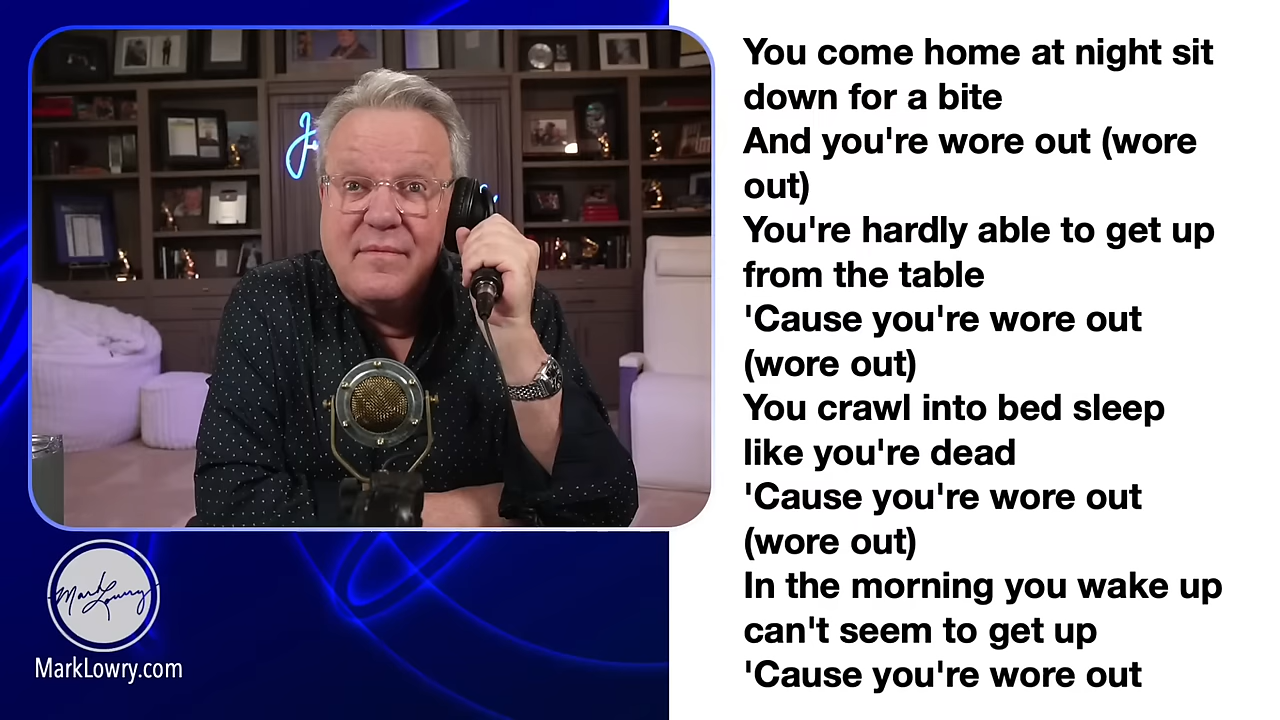 You come home at night sit
down for a bite
And you're wore out (wore
out)
You're hardly able to get up
from the table
'Cause you're wore out
(wore out)
You crawl into bed sleep
like you're dead
'Cause you're wore out
(wore out)
In the morning you wake up
can't seem to get up
'Cause you're wore out
Mark Lowry
MarkLowry.com